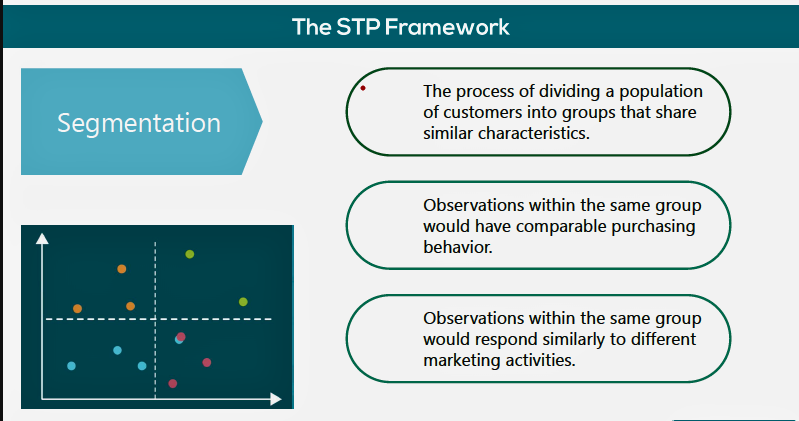 The STP Framework
Segmentation
The process of dividing a population
of customers into groups that share
similar characteristics.
Observations within the same group
would have comparable purchasing
behavior.
Observations within the same group
would respond similarly to different
marketing activities.